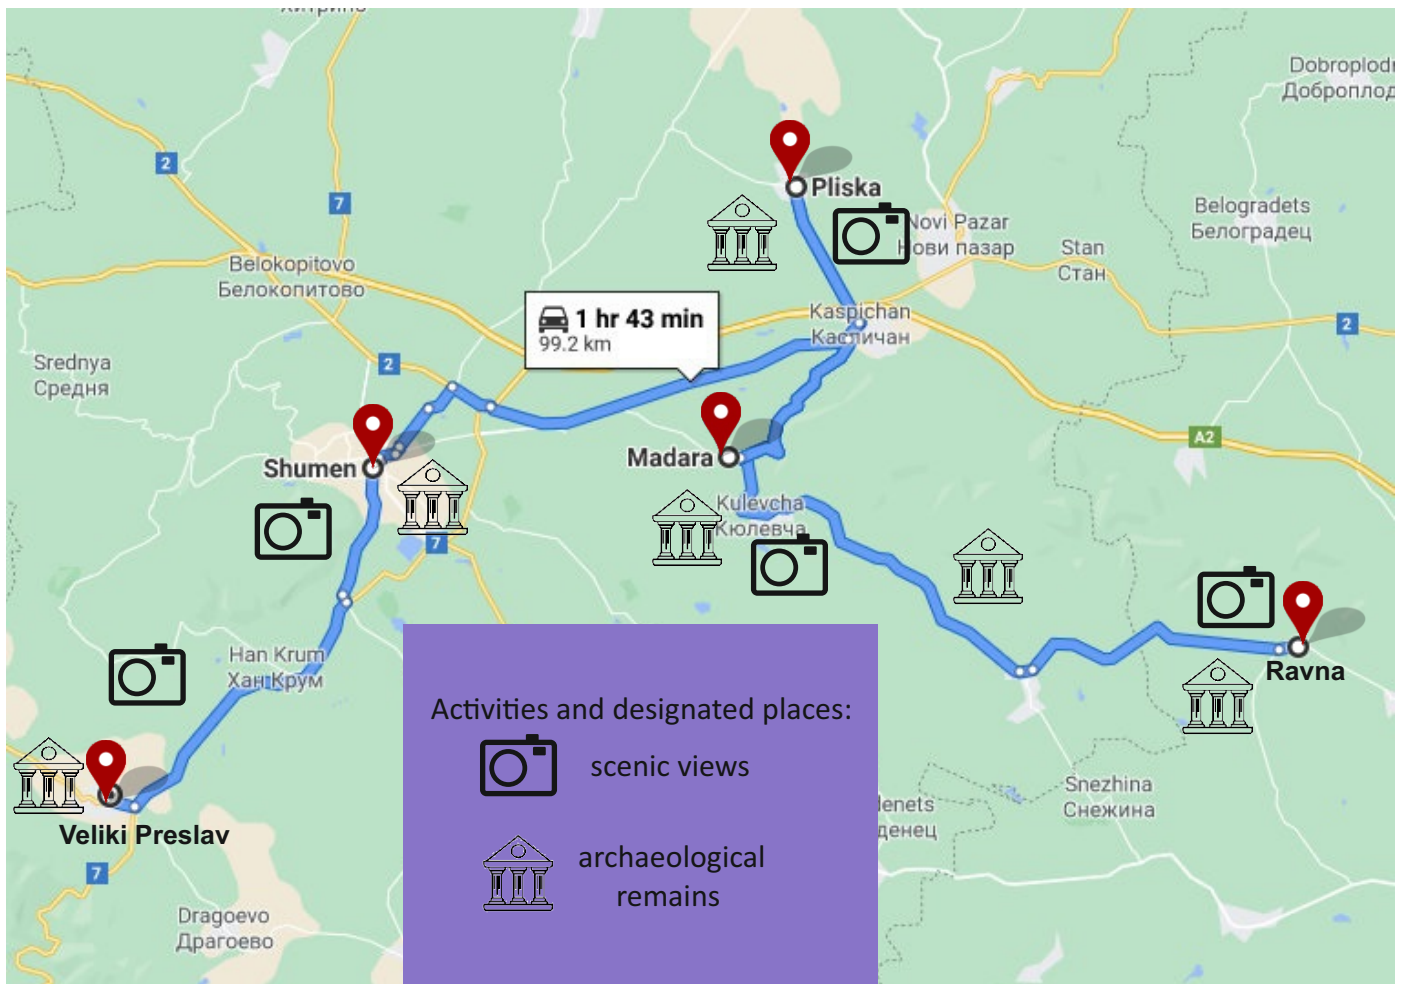 Dobroplodn
Доброплод
2
7
Pliska
Belogradets
Белоградец
Novi Pazar
Нови пазар
Stan
Стан
Belokopitovo
Белокопитово
1 hr 43 min
99.2 km
Kaspichan
Каспичан
2
Srednya
Средня
2
A2
Shumen
Madara
Kulevcha
Кюлевча
7
Han Krum
Хан Крум
Ravna
Activities and designated places:
scenic views
Snezhina
Снежина
denets
денец
Veliki Preslav
archaeological
remains
7
Dragoevo
Драгоево